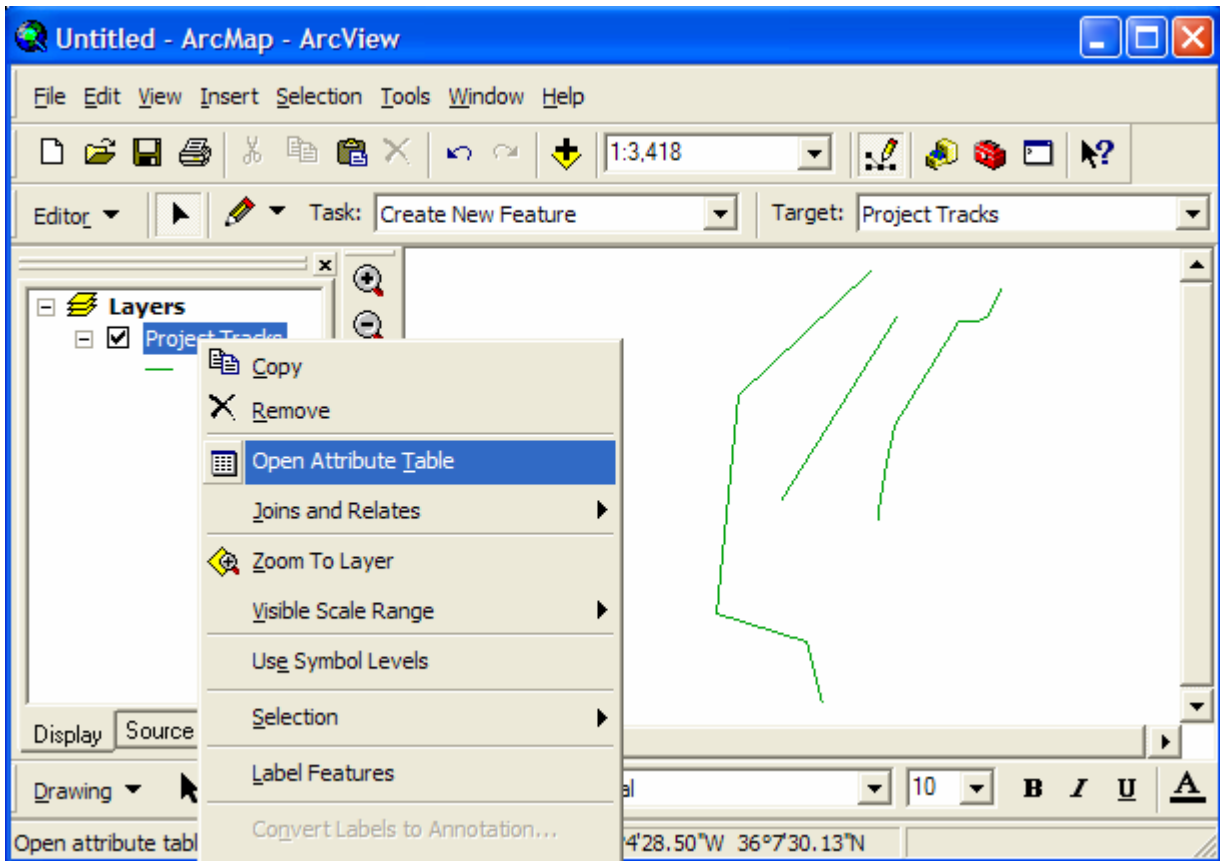 Untitled - ArcMap - ArcView
File Edit View Insert Selection Tools Window Help
1:3,418
Editor Task: Create New Feature Target: Project Tracks
Layers
Project Tracks
Copy
Remove
Open Attribute Table
Joins and Relates
Zoom To Layer
Visible Scale Range
Use Symbol Levels
Selection
Label Features
Convert Labels to Annotation...
Display Source
Drawing 10 B I U A
Open attribute tabl 4'28.50"W 36°7'30.13"N